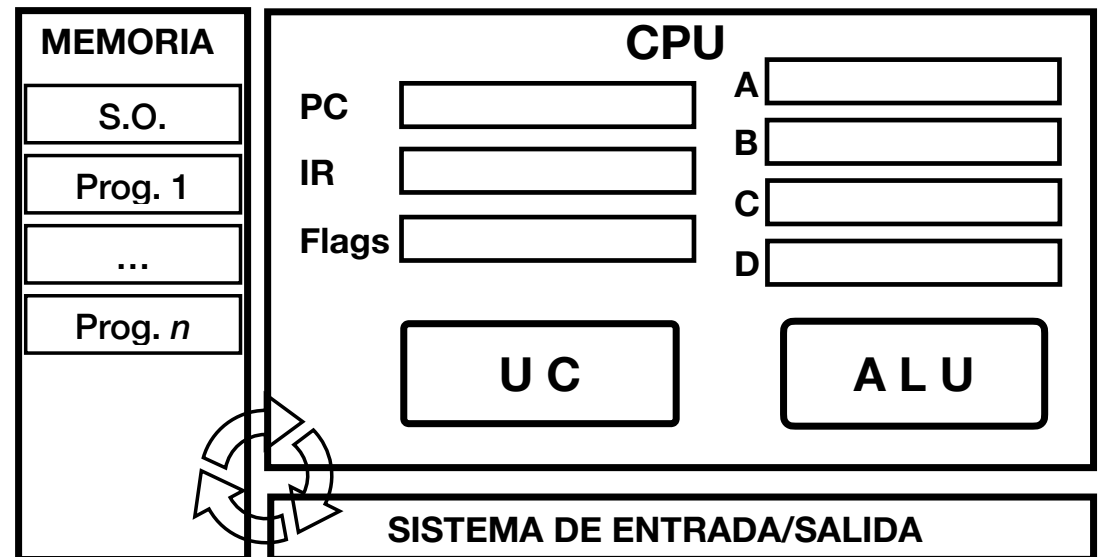 MEMORIA
S.O.
Prog. 1
...
Prog. n
CPU
PC
IR
Flags
A
B
C
D
U C
A L U
SISTEMA DE ENTRADA/SALIDA